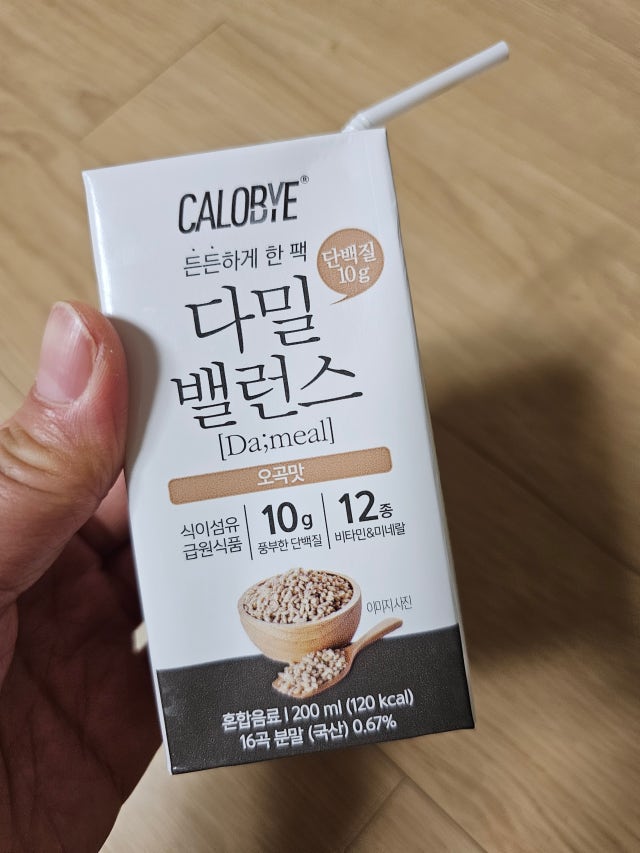 CALOBYE®
든든하게 한 팩
단백질
10g
다밀
밸런스
[Da;meal]
오곡맛
식이섬유
급원식품
10g
풍부한 단백질
12종
비타민&미네랄
이미지사진
혼합음료 | 200 ml (120 kcal)
16곡 분말 (국산) 0.67%